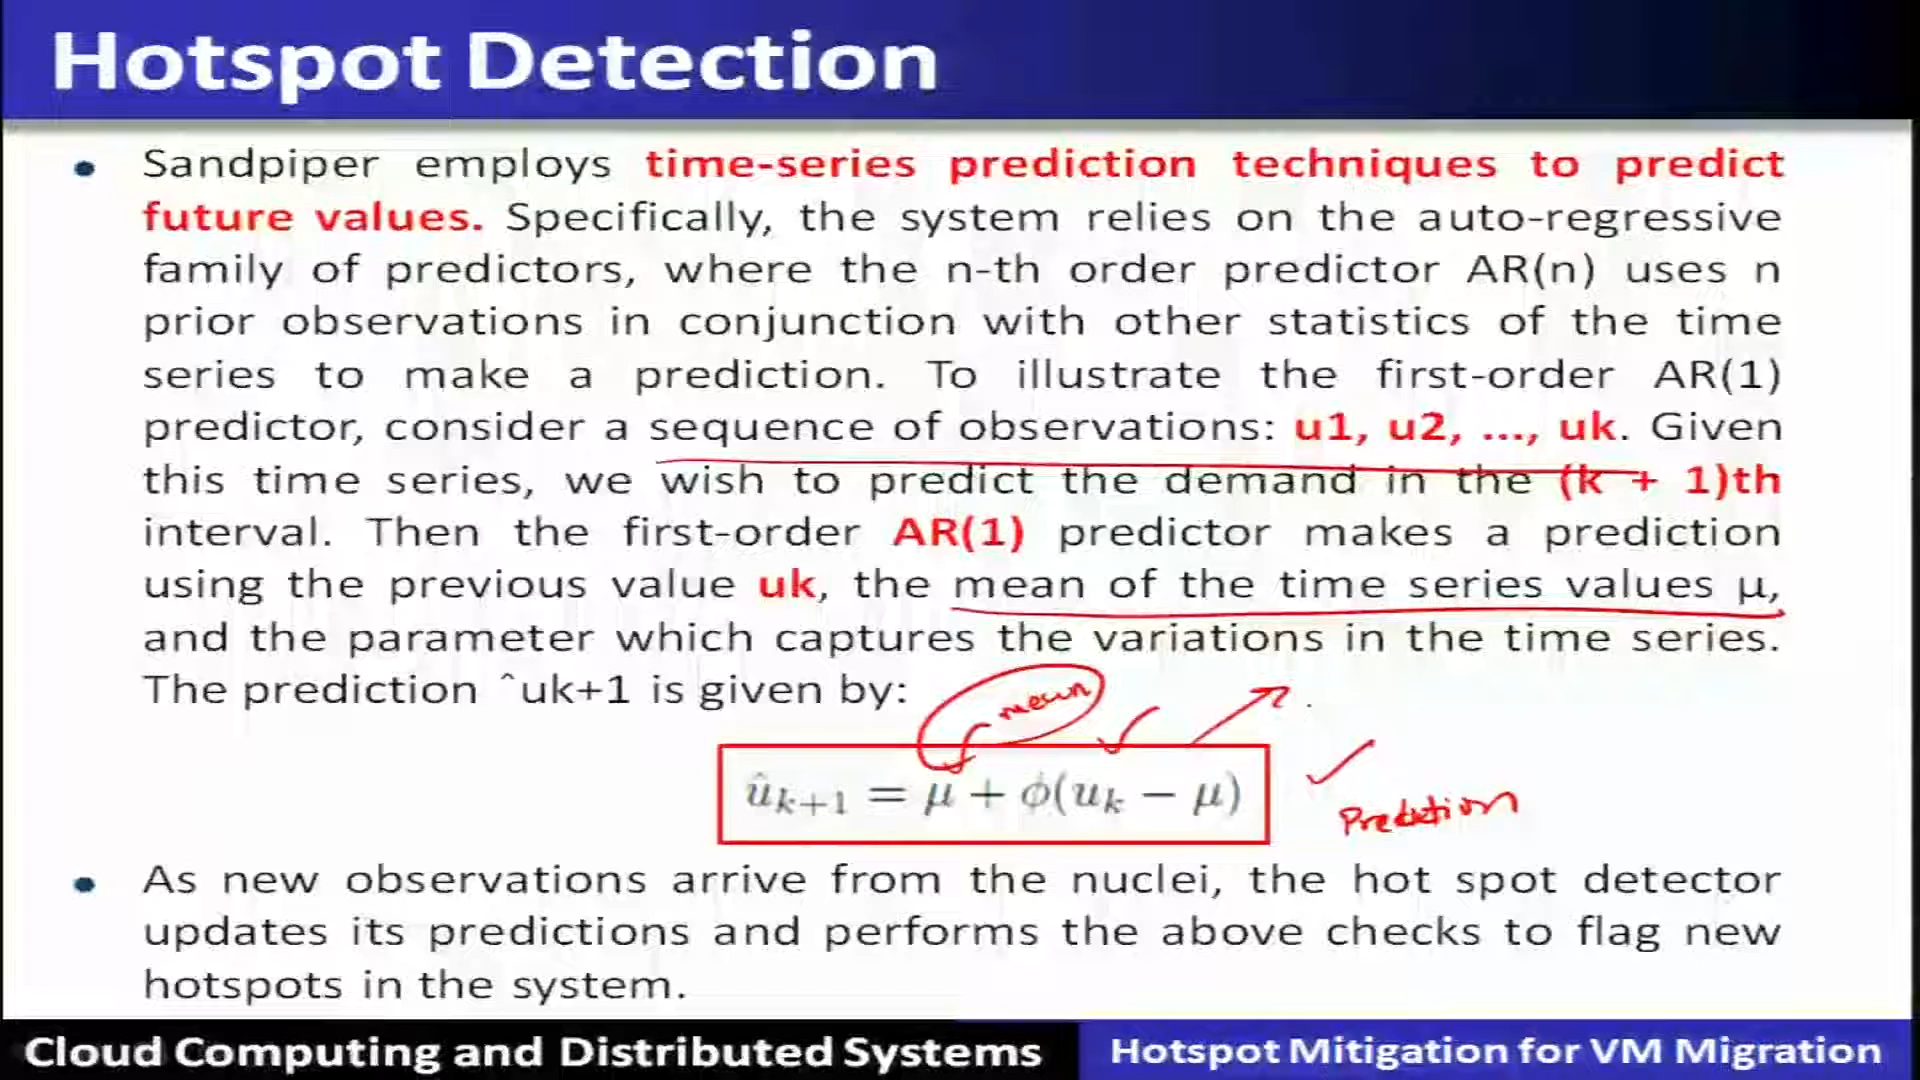 Hotspot Detection
• Sandpiper employs time-series prediction techniques to predict
future values. Specifically, the system relies on the auto-regressive
family of predictors, where the n-th order predictor AR(n) uses n
prior observations in conjunction with other statistics of the time
series to make a prediction. To illustrate the first-order AR(1)
predictor, consider a sequence of observations: u1, u2, ..., uk. Given
this time series, we wish to predict the demand in the (k + 1)th
interval. Then the first-order AR(1) predictor makes a prediction
using the previous value uk, the mean of the time series values μ,
and the parameter which captures the variations in the time series.
The prediction ˆuk+1 is given by:
mean
û_{k+1} = μ + ϕ(u_k − μ)
Predction
• As new observations arrive from the nuclei, the hot spot detector
updates its predictions and performs the above checks to flag new
hotspots in the system.
Cloud Computing and Distributed Systems
Hotspot Mitigation for VM Migration